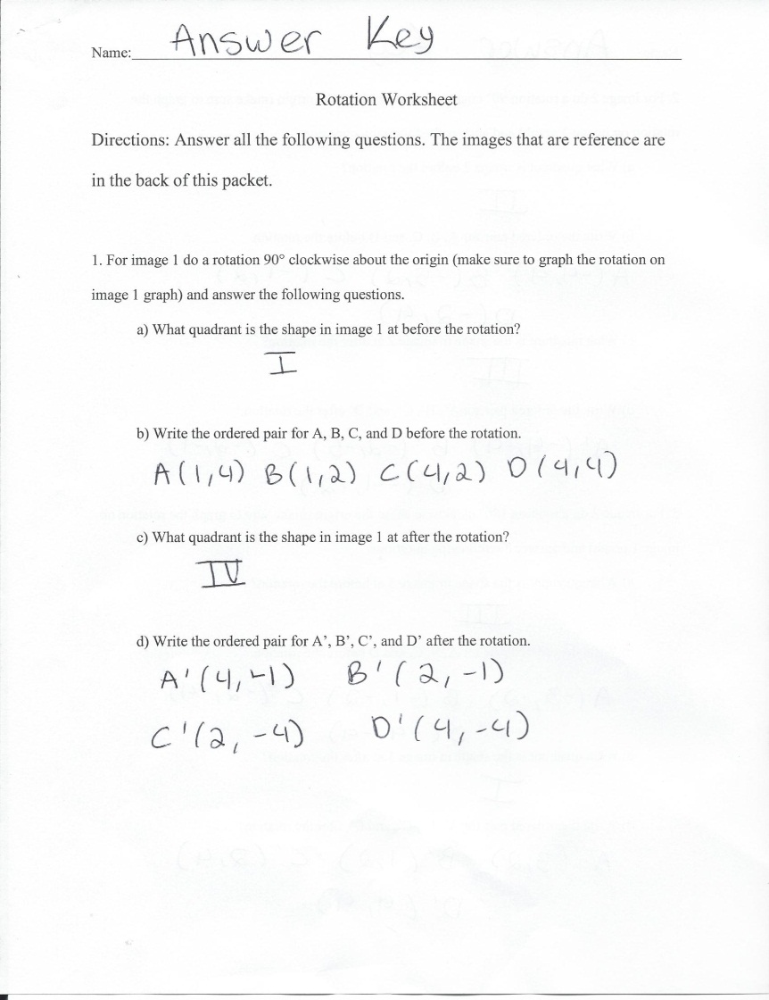 Name: Answer Key
Rotation Worksheet
Directions: Answer all the following questions. The images that are reference are
in the back of this packet.
1. For image 1 do a rotation 90° clockwise about the origin (make sure to graph the rotation on
image 1 graph) and answer the following questions.
a) What quadrant is the shape in image 1 at before the rotation?
I
b) Write the ordered pair for A, B, C, and D before the rotation.
A(1,4) B(1,2) C(4,2) D(4,4)
c) What quadrant is the shape in image 1 at after the rotation?
IV
d) Write the ordered pair for A’, B’, C’, and D’ after the rotation.
A'(4,-1) B'(2,-1)
C'(2,-4) D'(4,-4)